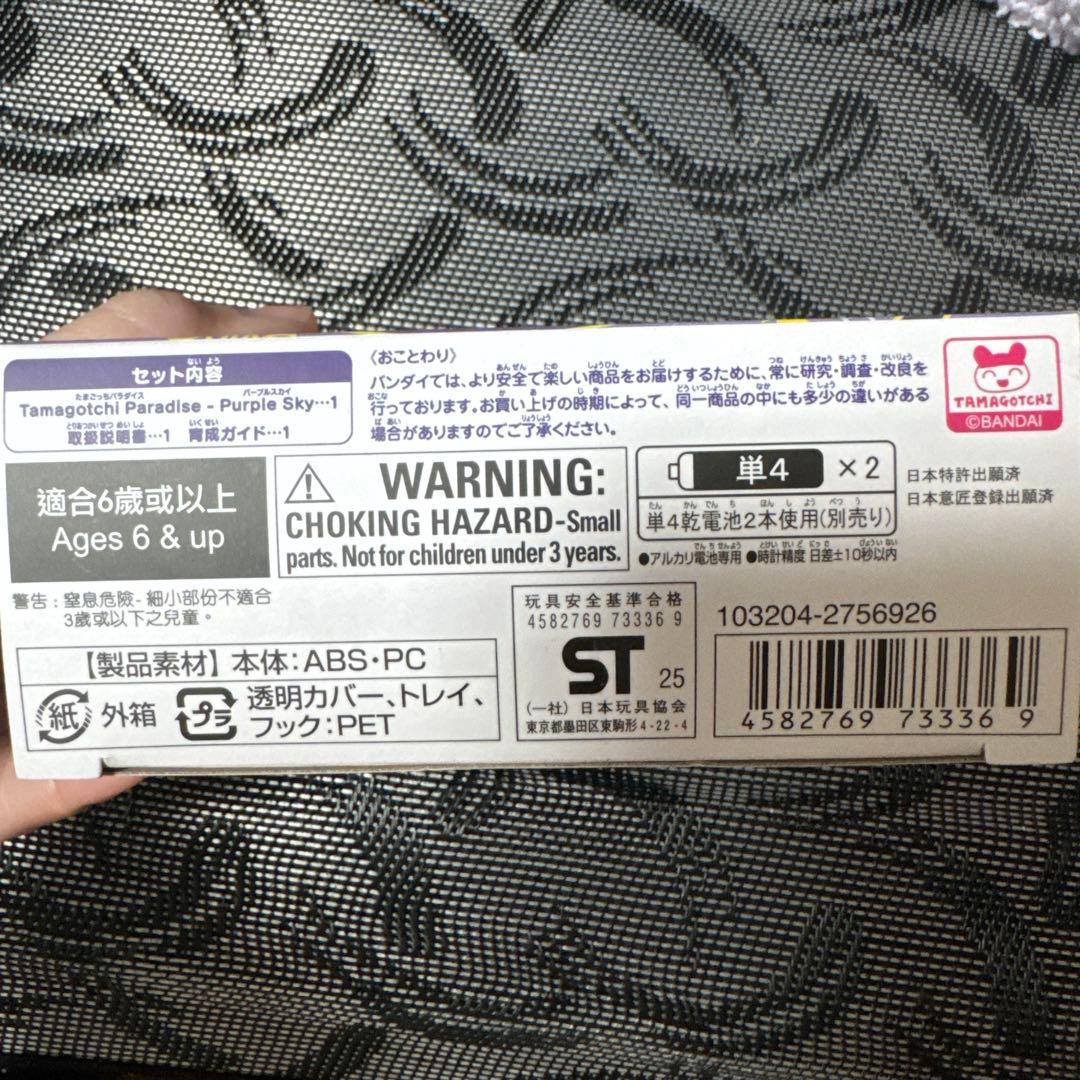 セット内容
Tamagotchi Paradise - Purple Sky…1
取扱説明書…1 育成ガイド…1
〈おことわり〉
バンダイでは、より安全で楽しい商品をお届けするために、常に研究・調査・改良を
行っております。お買い上げの時期によって、同一商品の中にも多少の違いがある
場合がありますのでご了承ください。
TAMAGOTCHI
©BANDAI
適合6歲或以上
Ages 6 & up
警告：窒息危險- 細小部份不適合
3歲或以下之兒童。
WARNING:
CHOKING HAZARD-Small
parts. Not for children under 3 years.
単4 ×2
単4乾電池2本使用(別売り)
●アルカリ電池専用 ●時計精度 日差±10秒以内
日本特許出願済
日本意匠登録出願済
【製品素材】本体：ABS・PC
紙 外箱
プラ 透明カバー、トレイ、
フック：PET
玩具安全基準合格
4582769 73336 9
ST 25
(一社) 日本玩具協会
東京都墨田区東駒形4-22-4
103204-2756926
4582769 73336 9